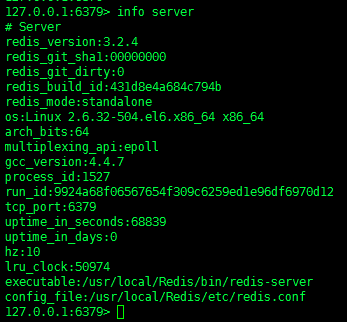 127.0.0.1:6379> info server
# Server
redis_version:3.2.4
redis_git_sha1:00000000
redis_git_dirty:0
redis_build_id:431d8e4a684c794b
redis_mode:standalone
os:Linux 2.6.32-504.el6.x86_64 x86_64
arch_bits:64
multiplexing_api:epoll
gcc_version:4.4.7
process_id:1527
run_id:9924a68f06567654f309c6259ed1e96df6970d12
tcp_port:6379
uptime_in_seconds:68839
uptime_in_days:0
hz:10
lru_clock:50974
executable:/usr/local/Redis/bin/redis-server
config_file:/usr/local/Redis/etc/redis.conf
127.0.0.1:6379>